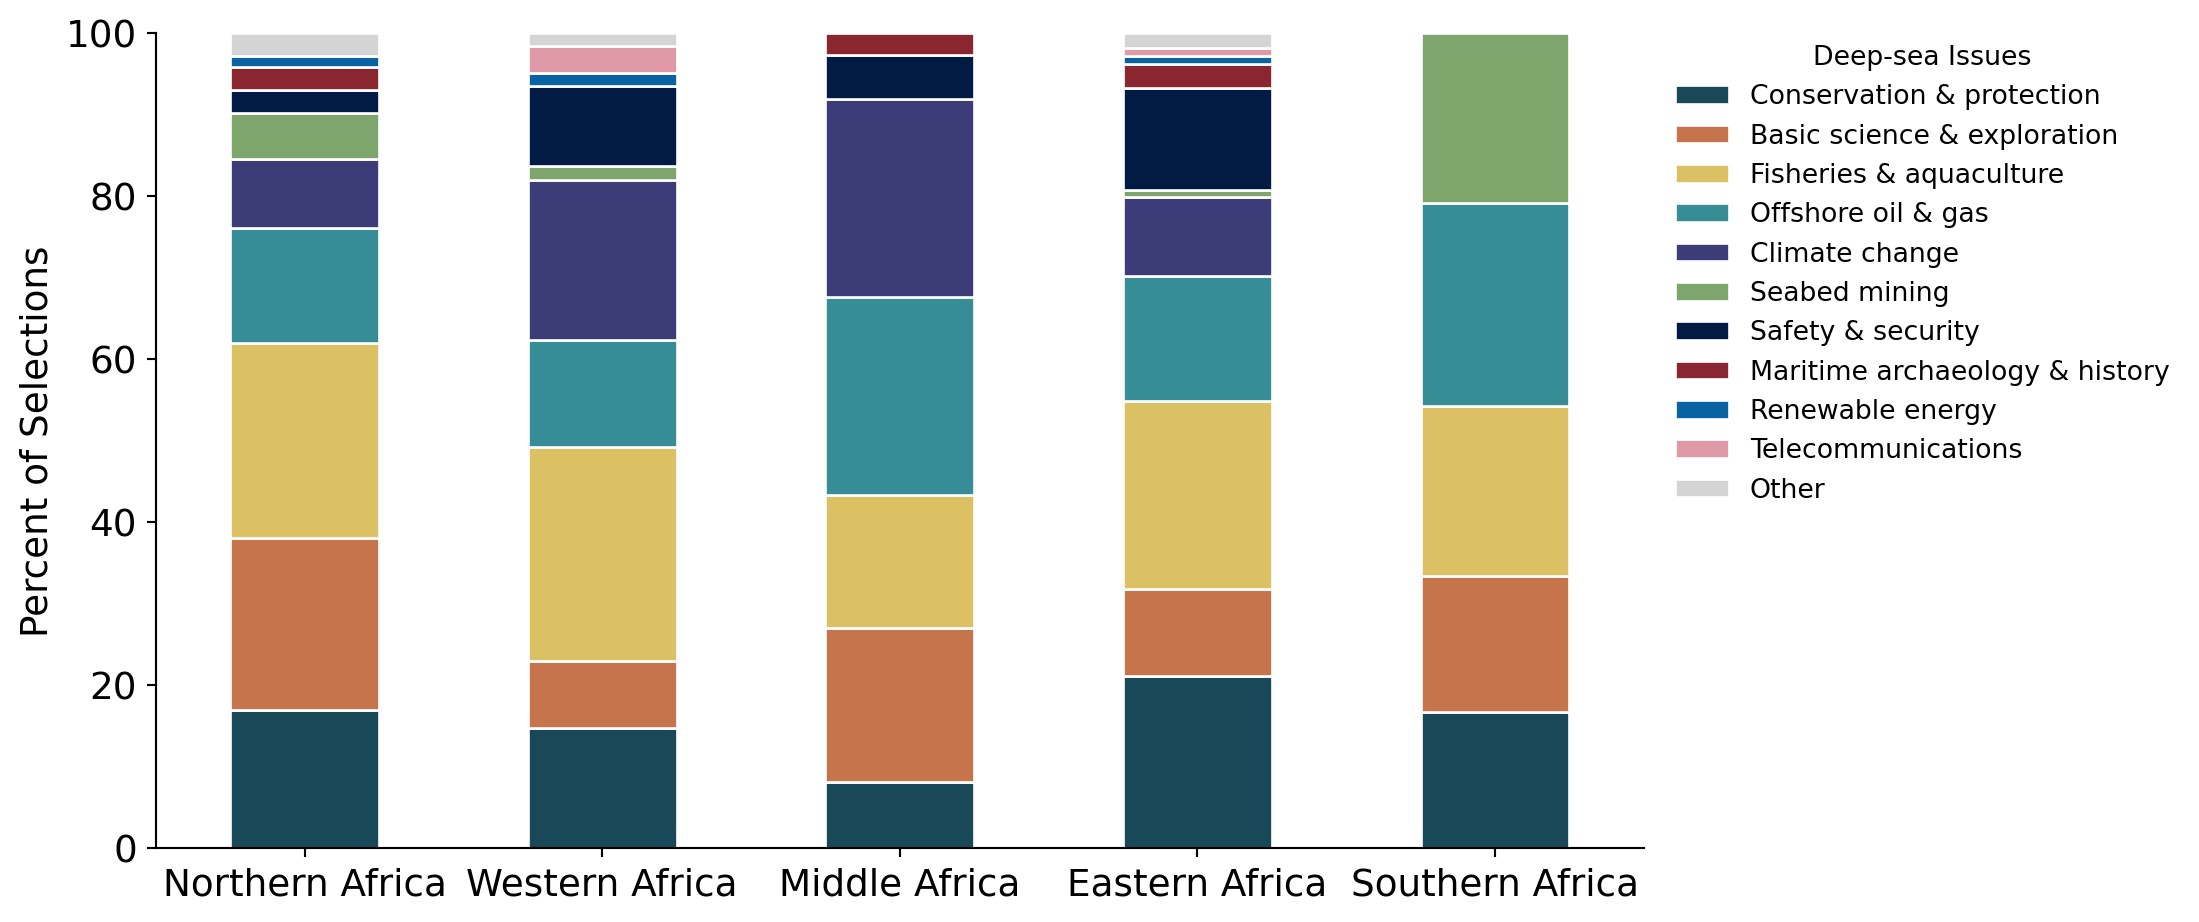 100
80
60
40
20
0
Percent of Selections
Northern Africa
Western Africa
Middle Africa
Eastern Africa
Southern Africa
Deep-sea Issues
Conservation & protection
Basic science & exploration
Fisheries & aquaculture
Offshore oil & gas
Climate change
Seabed mining
Safety & security
Maritime archaeology & history
Renewable energy
Telecommunications
Other